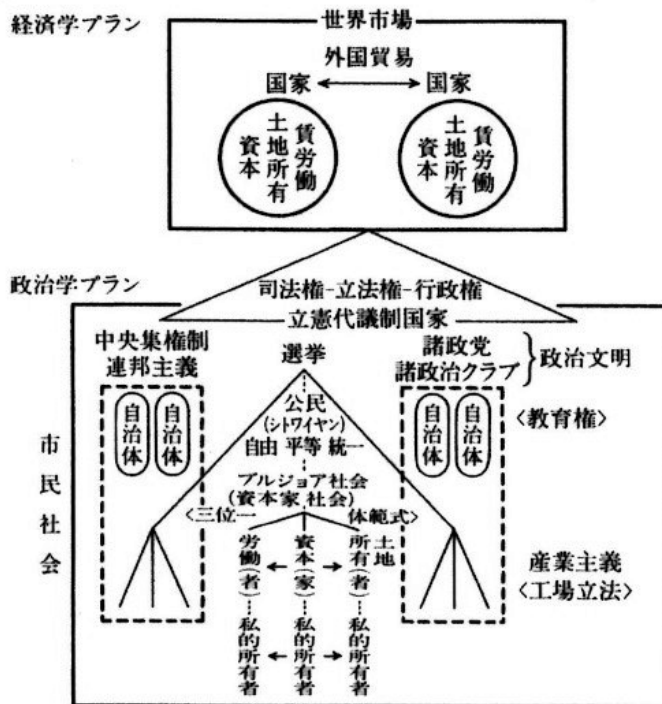 経済学プラン
世界市場
外国貿易
国家
国家
資本
土地所有
賃労働
資本
土地所有
賃労働
政治学プラン
司法権-立法権-行政権
立憲代議制国家
中央集権制
連邦主義
選挙
諸政党
諸政治クラブ
政治文明
自治体
自治体
公民
(シトワイヤン)
自由 平等 統一
自治体
自治体
〈教育権〉
市民社会
ブルジョア社会
(資本家社会)
〈三位一
体範式〉
労働(者)…私的所有者
資本(家)…私的所有者
土地
所有(者)…私的所有者
産業主義
〈工場立法〉